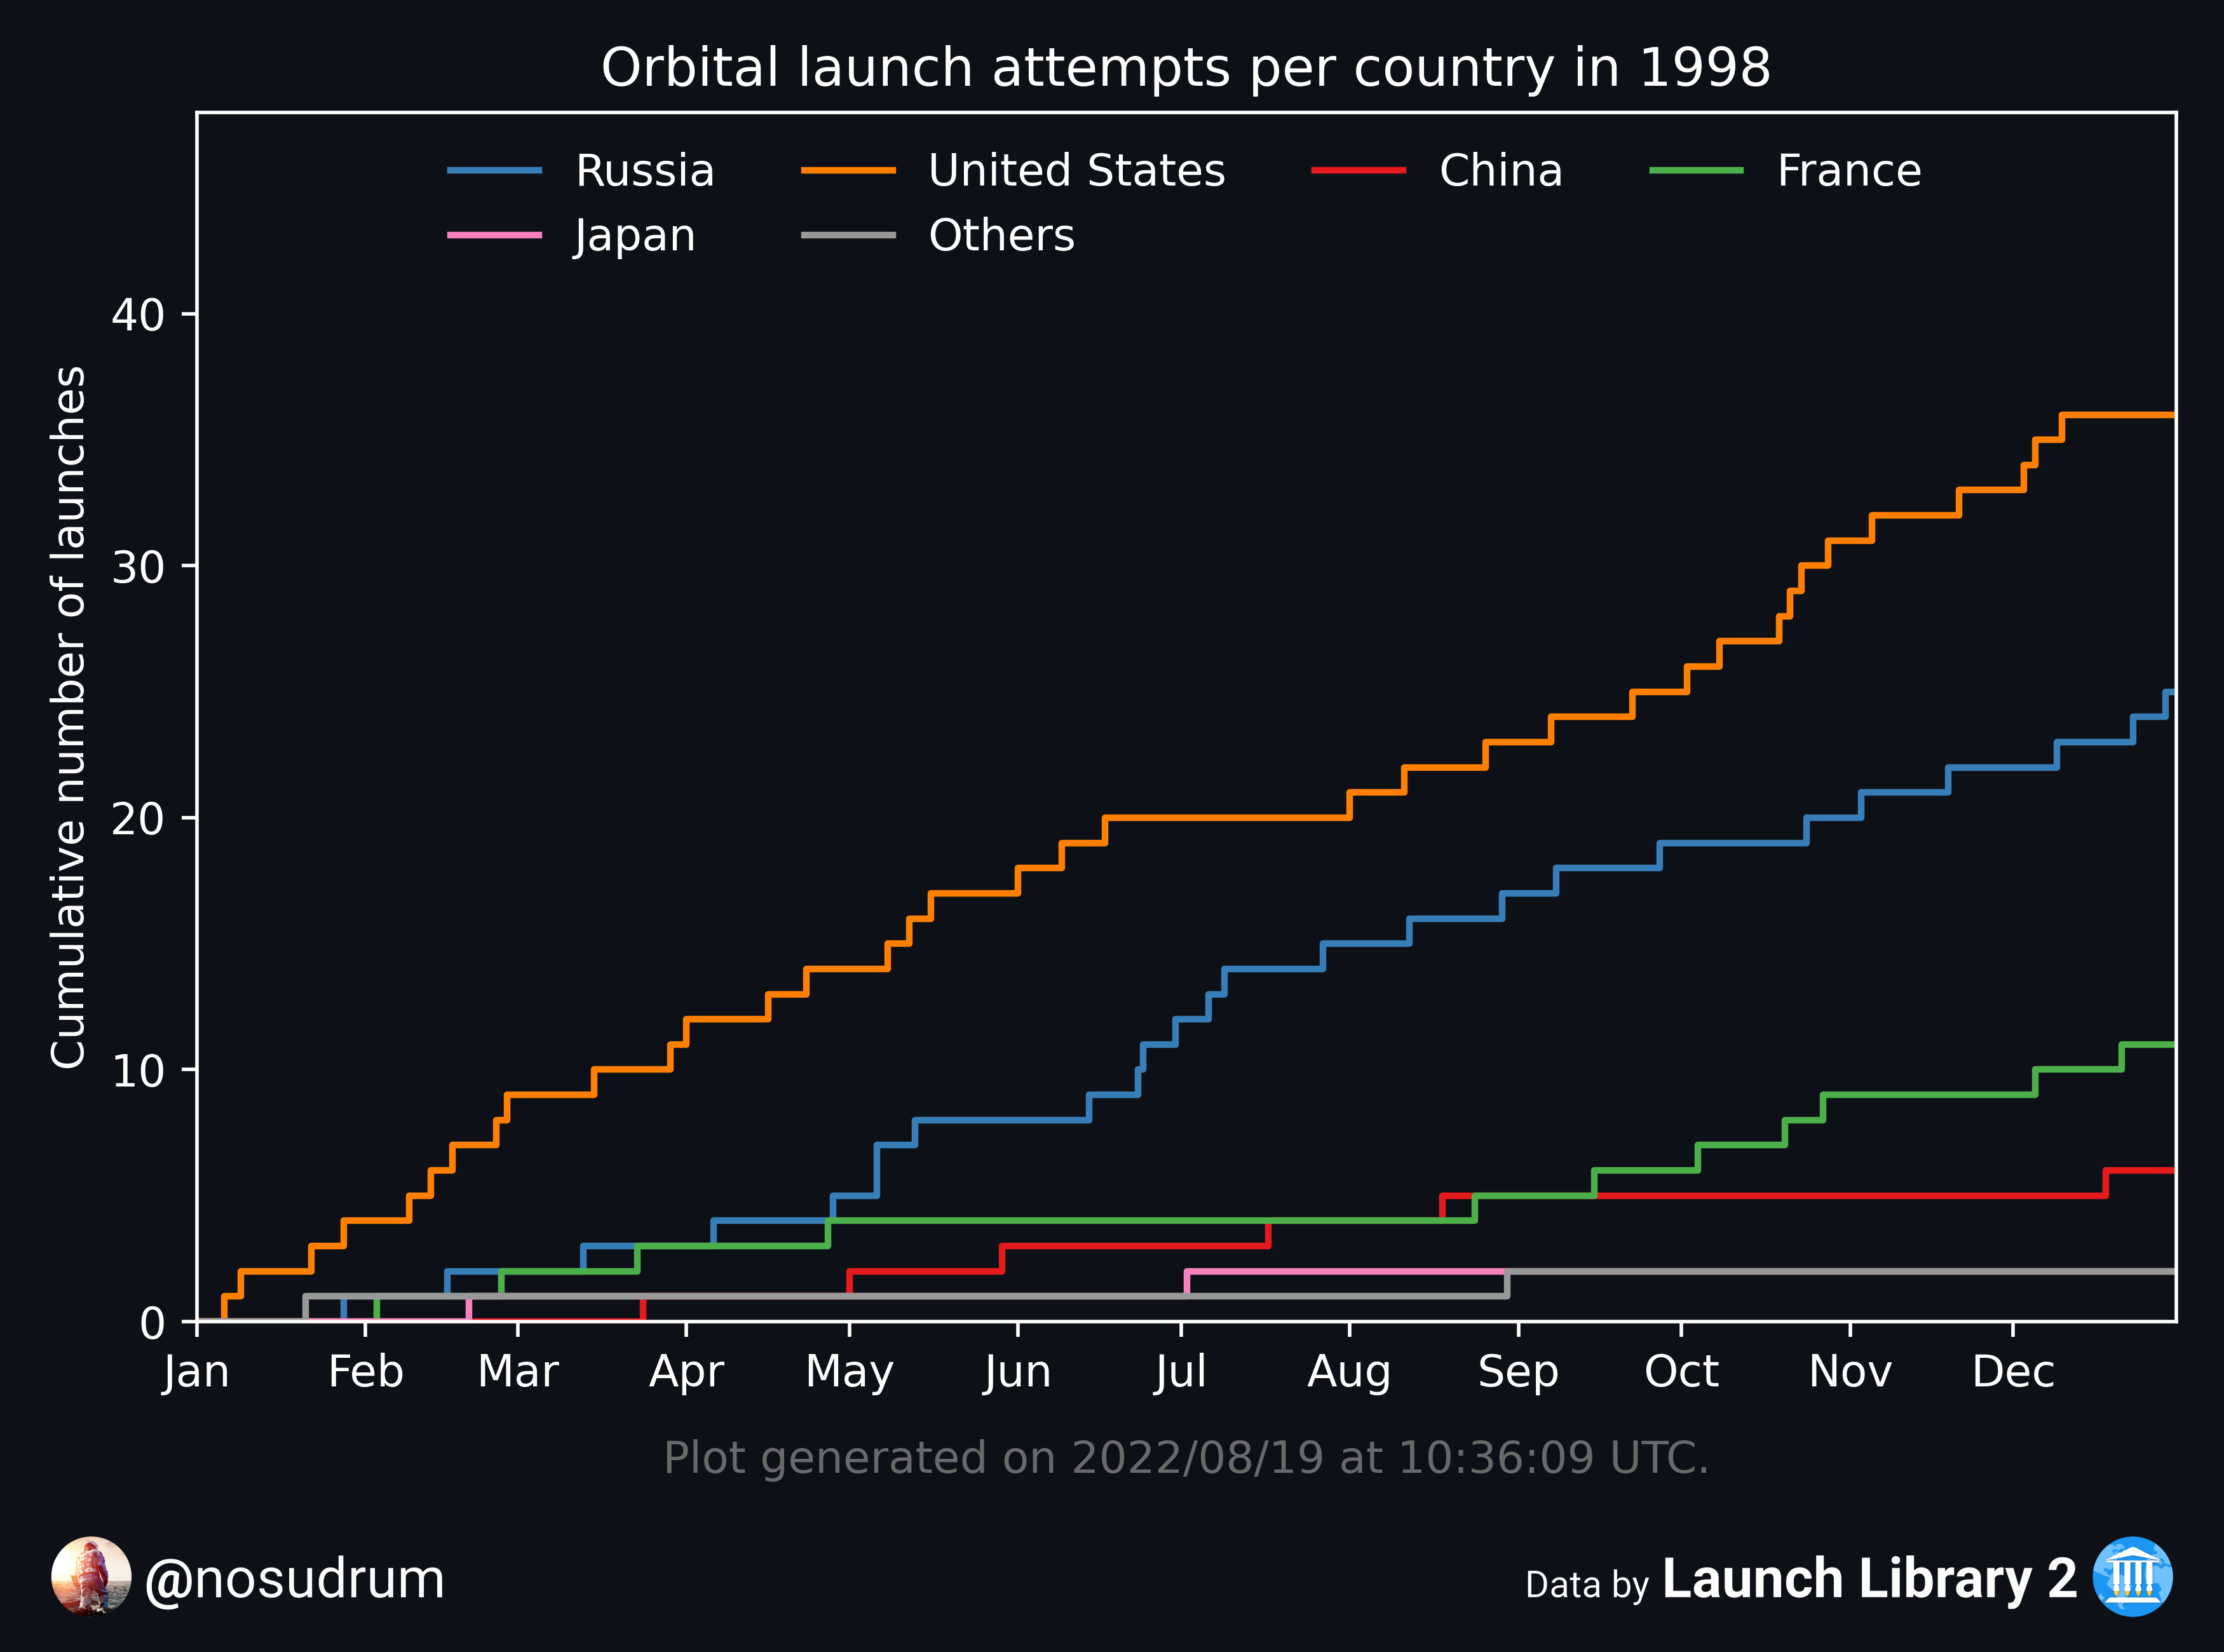 Orbital launch attempts per country in 1998
Russia United States China France
Japan Others
Cumulative number of launches
40
30
20
10
0
Jan Feb Mar Apr May Jun Jul Aug Sep Oct Nov Dec
Plot generated on 2022/08/19 at 10:36:09 UTC.
@nosudrum
Data by Launch Library 2